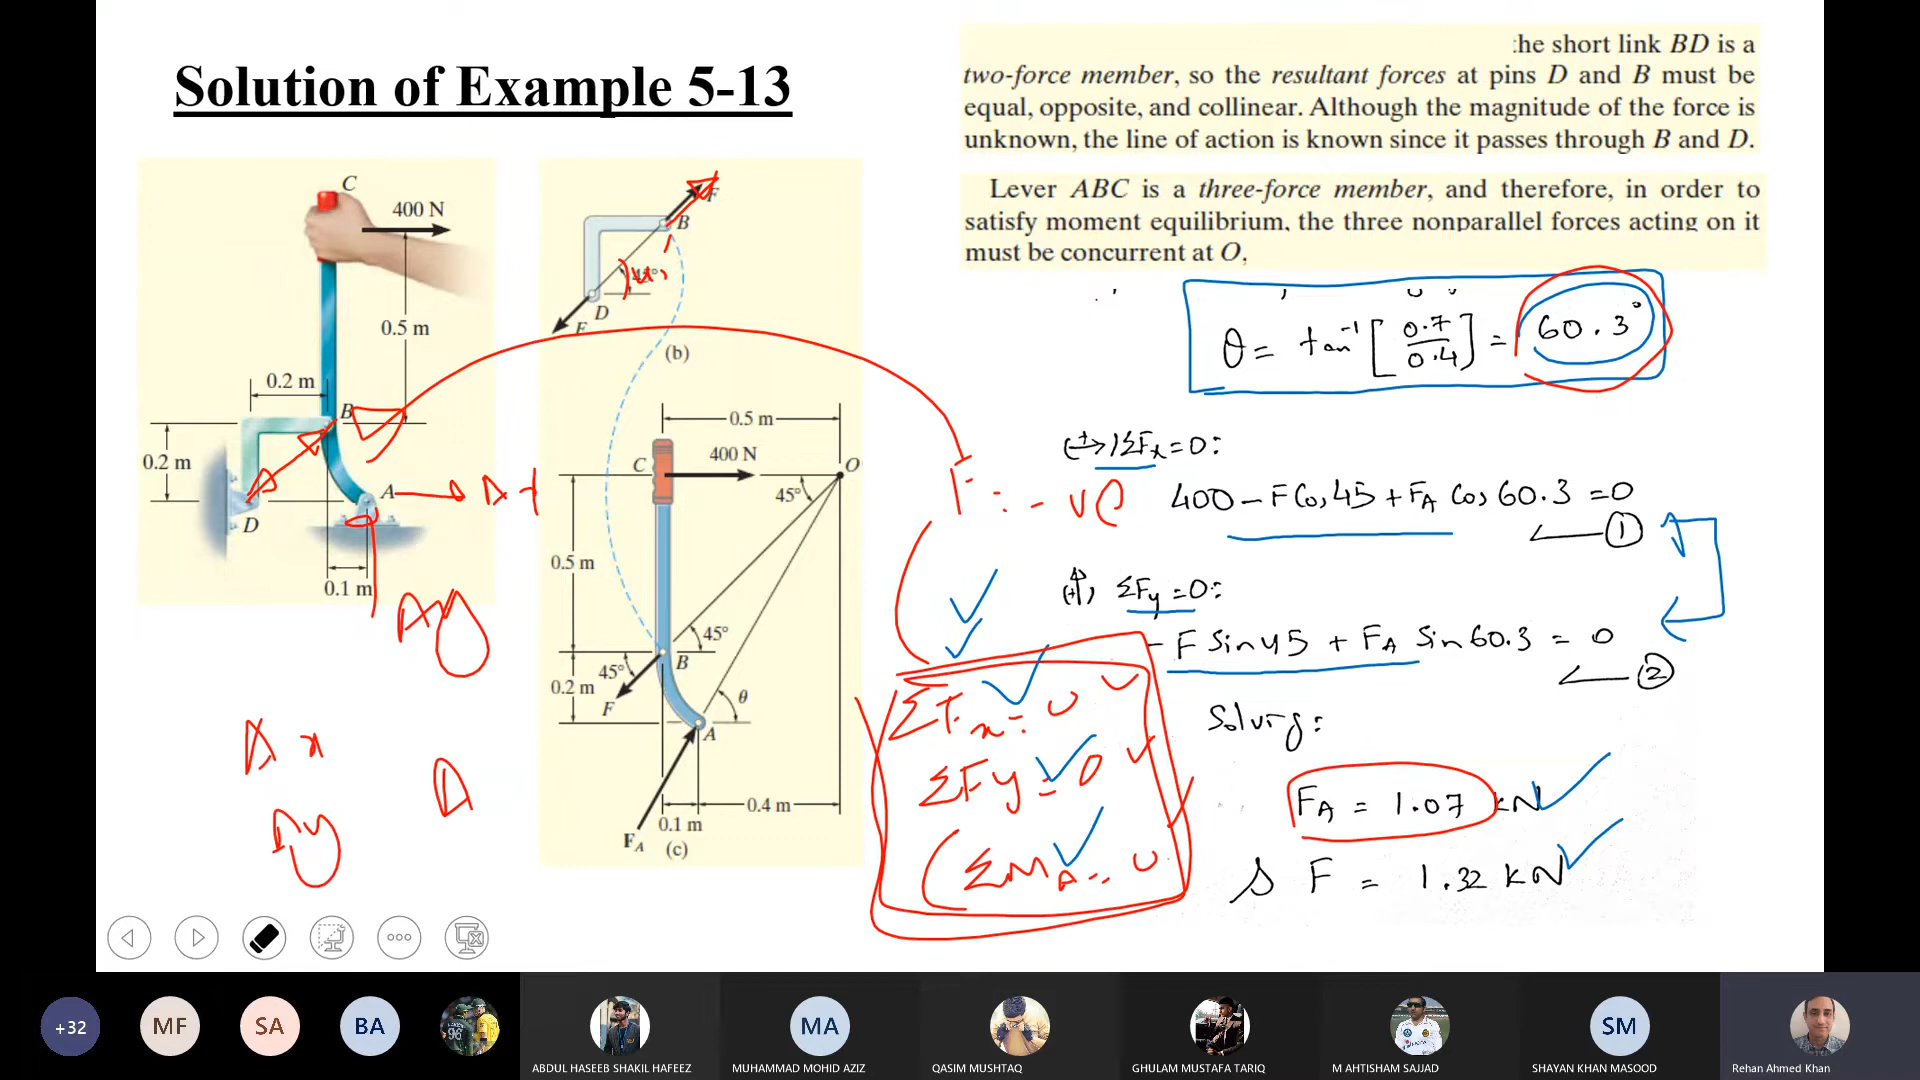 Solution of Example 5-13
:he short link BD is a
two-force member, so the resultant forces at pins D and B must be
equal, opposite, and collinear. Although the magnitude of the force is
unknown, the line of action is known since it passes through B and D.
Lever ABC is a three-force member, and therefore, in order to
satisfy moment equilibrium, the three nonparallel forces acting on it
must be concurrent at O,
C
400 N
0.5 m
0.2 m
B
0.2 m
A
D
0.1 m
Ay
Ax
Ay
A
F
B
45°
D
F
(b)
0.5 m
C
400 N
O
45°
0.5 m
45°
B
45°
0.2 m
F
θ
A
0.4 m
0.1 m
F_A
(c)
θ = tan⁻¹ [0.7/0.4] = 60.3°
(→+) ΣFx = 0:
400 - F Cos 45 + FA Cos 60.3 = 0
1
F = -ve
(+↑) ΣFy = 0:
- F Sin 45 + FA Sin 60.3 = 0
2
ΣFx = 0
ΣFy = 0
ΣMA = 0
Solving:
FA = 1.07 kN
& F = 1.32 kN
+32
MF
SA
BA
MA
SM
ABDUL HASEEB SHAKIL HAFEEZ
MUHAMMAD MOHID AZIZ
QASIM MUSHTAQ
GHULAM MUSTAFA TARIQ
M AHTISHAM SAJJAD
SHAYAN KHAN MASOOD
Rehan Ahmed Khan